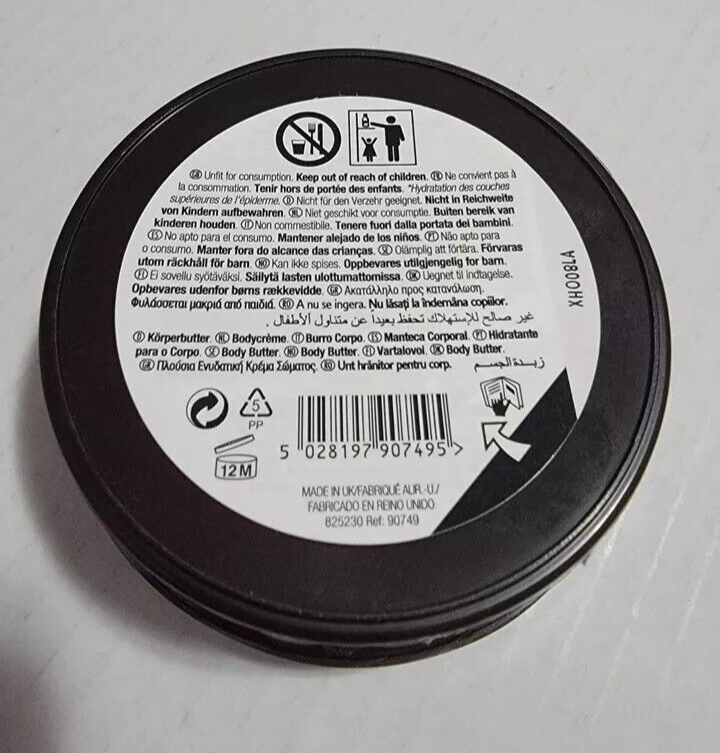 GB Unfit for consumption. Keep out of reach of children. FR Ne convient pas à
la consommation. Tenir hors de portée des enfants. *Hydratation des couches
supérieures de l'épiderme. D Nicht für den Verzehr geeignet. Nicht in Reichweite
von Kindern aufbewahren. NL Niet geschikt voor consumptie. Buiten bereik van
kinderen houden. I Non commestibile. Tenere fuori dalla portata dei bambini.
ES No apto para el consumo. Mantener alejado de los niños. PT Não apto para
o consumo. Manter fora do alcance das crianças. SE Olämplig att förtära. Förvaras
utom räckhåll för barn. NO Kan ikke spises. Oppbevares utilgjengelig for barn.
FI Ei sovellu syötäväksi. Säilytä lasten ulottumattomissa. DK Uegnet til indtagelse.
Opbevares udenfor børns rækkevidde. GR Ακατάλληλο προς κατανάλωση.
Φυλάσσεται μακριά από παιδιά. RO A nu se ingera. Nu lăsați la îndemâna copiilor.
غير صالح للإستهلاك تحفظ بعيداً عن متناول الأطفال .
D Körperbutter. NL Bodycrème. IT Burro Corpo. ES Manteca Corporal. PT Hidratante
para o Corpo. SE Body Butter. NO Body Butter. FI Vartalovoi. DK Body Butter.
GR Πλούσια Ενυδατική Κρέμα Σώματος. RO Unt hrănitor pentru corp.
زبدة الجسم
5
PP
12 M
5 028197 907495 >
MADE IN UK/FABRIQUÉ AU R.-U./
FABRICADO EN REINO UNIDO
825230 Ref: 90749
XHO08LA